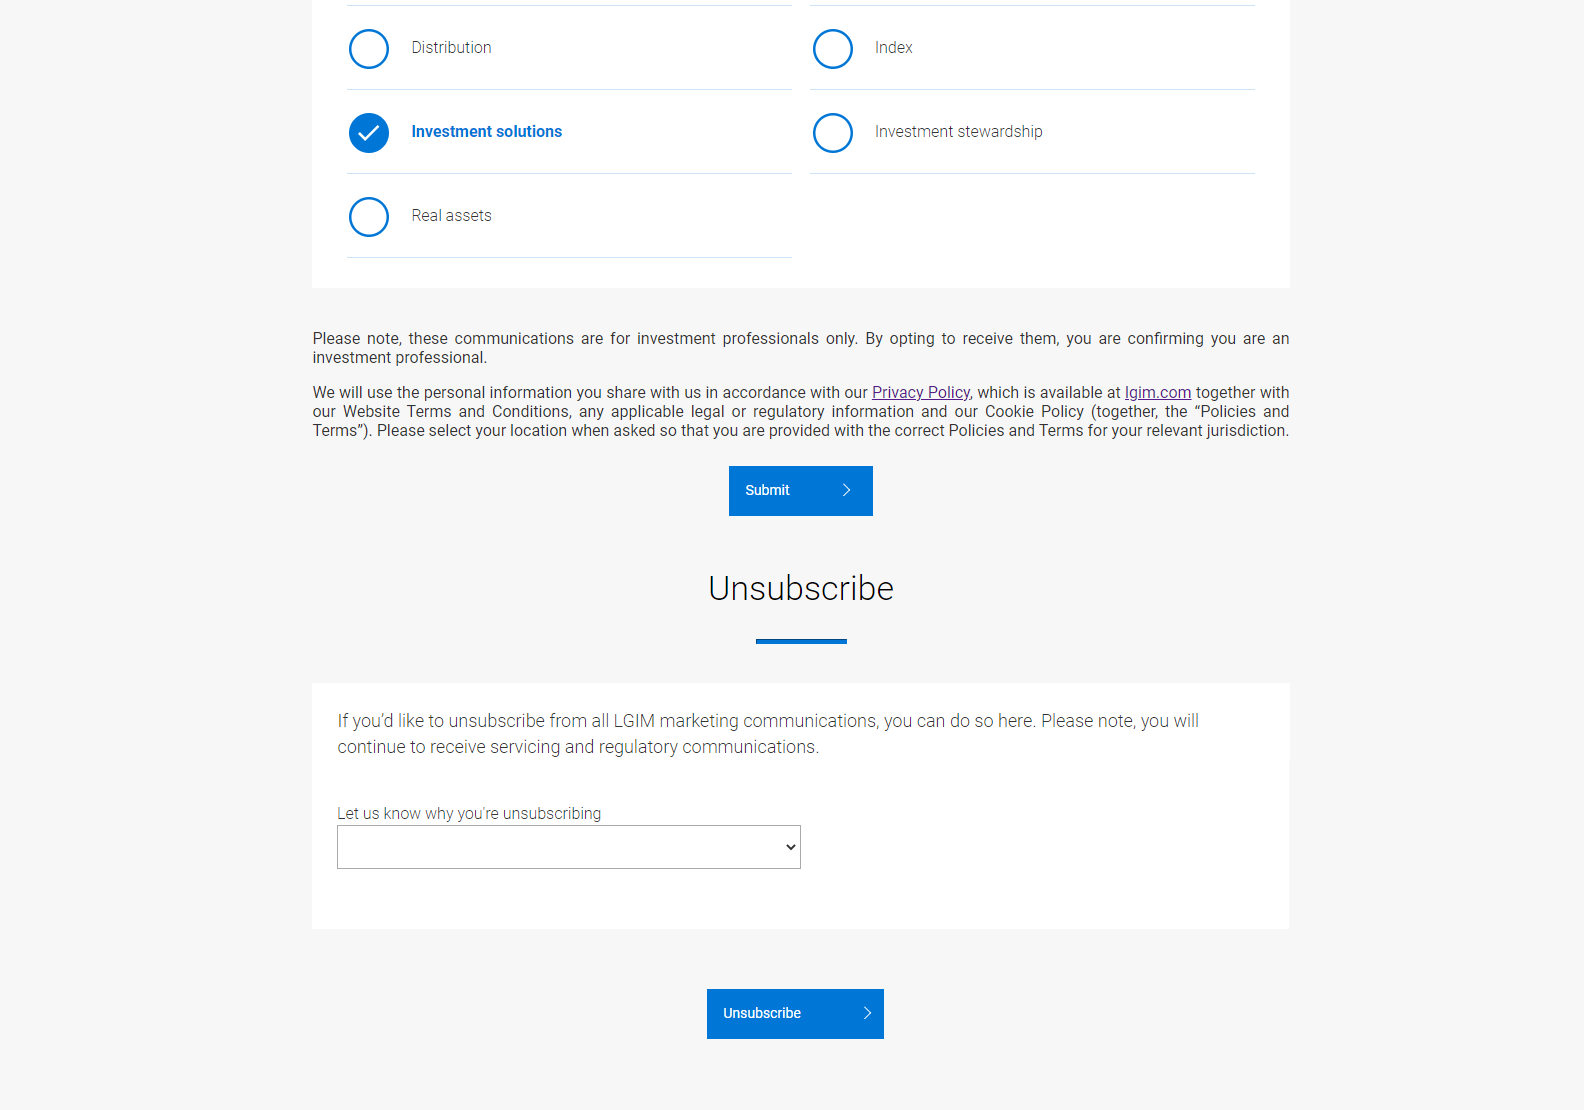 Distribution
Index
Investment solutions
Investment stewardship
Real assets
Please note, these communications are for investment professionals only. By opting to receive them, you are confirming you are an
investment professional.
We will use the personal information you share with us in accordance with our Privacy Policy, which is available at lgim.com together with
our Website Terms and Conditions, any applicable legal or regulatory information and our Cookie Policy (together, the “Policies and
Terms”). Please select your location when asked so that you are provided with the correct Policies and Terms for your relevant jurisdiction.
Submit
Unsubscribe
If you’d like to unsubscribe from all LGIM marketing communications, you can do so here. Please note, you will
continue to receive servicing and regulatory communications.
Let us know why you're unsubscribing
Unsubscribe